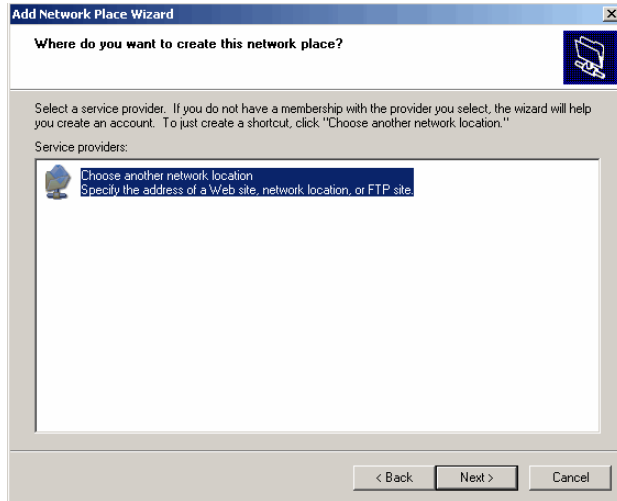 Add Network Place Wizard
Where do you want to create this network place?
Select a service provider. If you do not have a membership with the provider you select, the wizard will help
you create an account. To just create a shortcut, click "Choose another network location."
Service providers:
Choose another network location
Specify the address of a Web site, network location, or FTP site.
< Back Next > Cancel